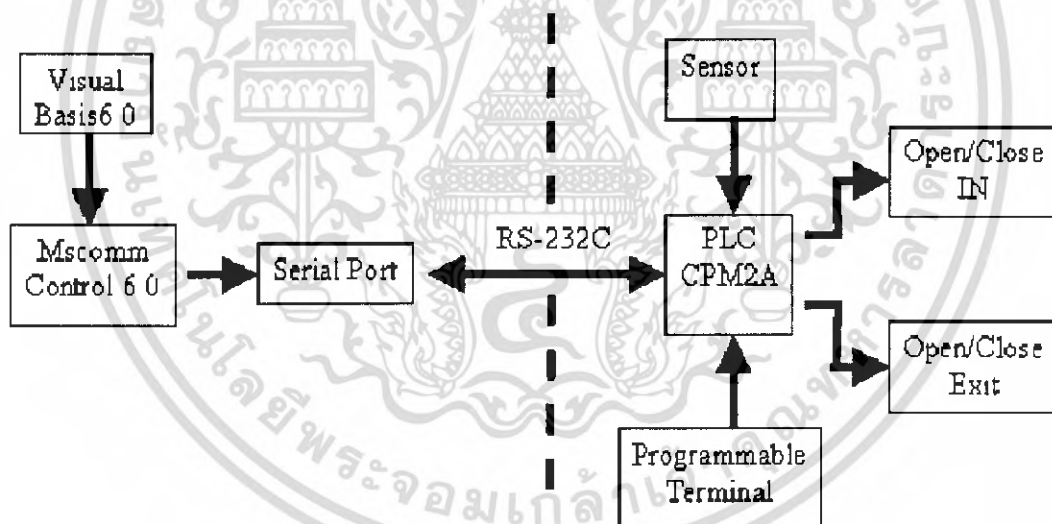 Visual
Basis6 0
Mscomm
Control 6 0
Serial Port
RS-232C
Sensor
PLC
CPM2A
Open/Close
IN
Open/Close
Exit
Programmable
Terminal